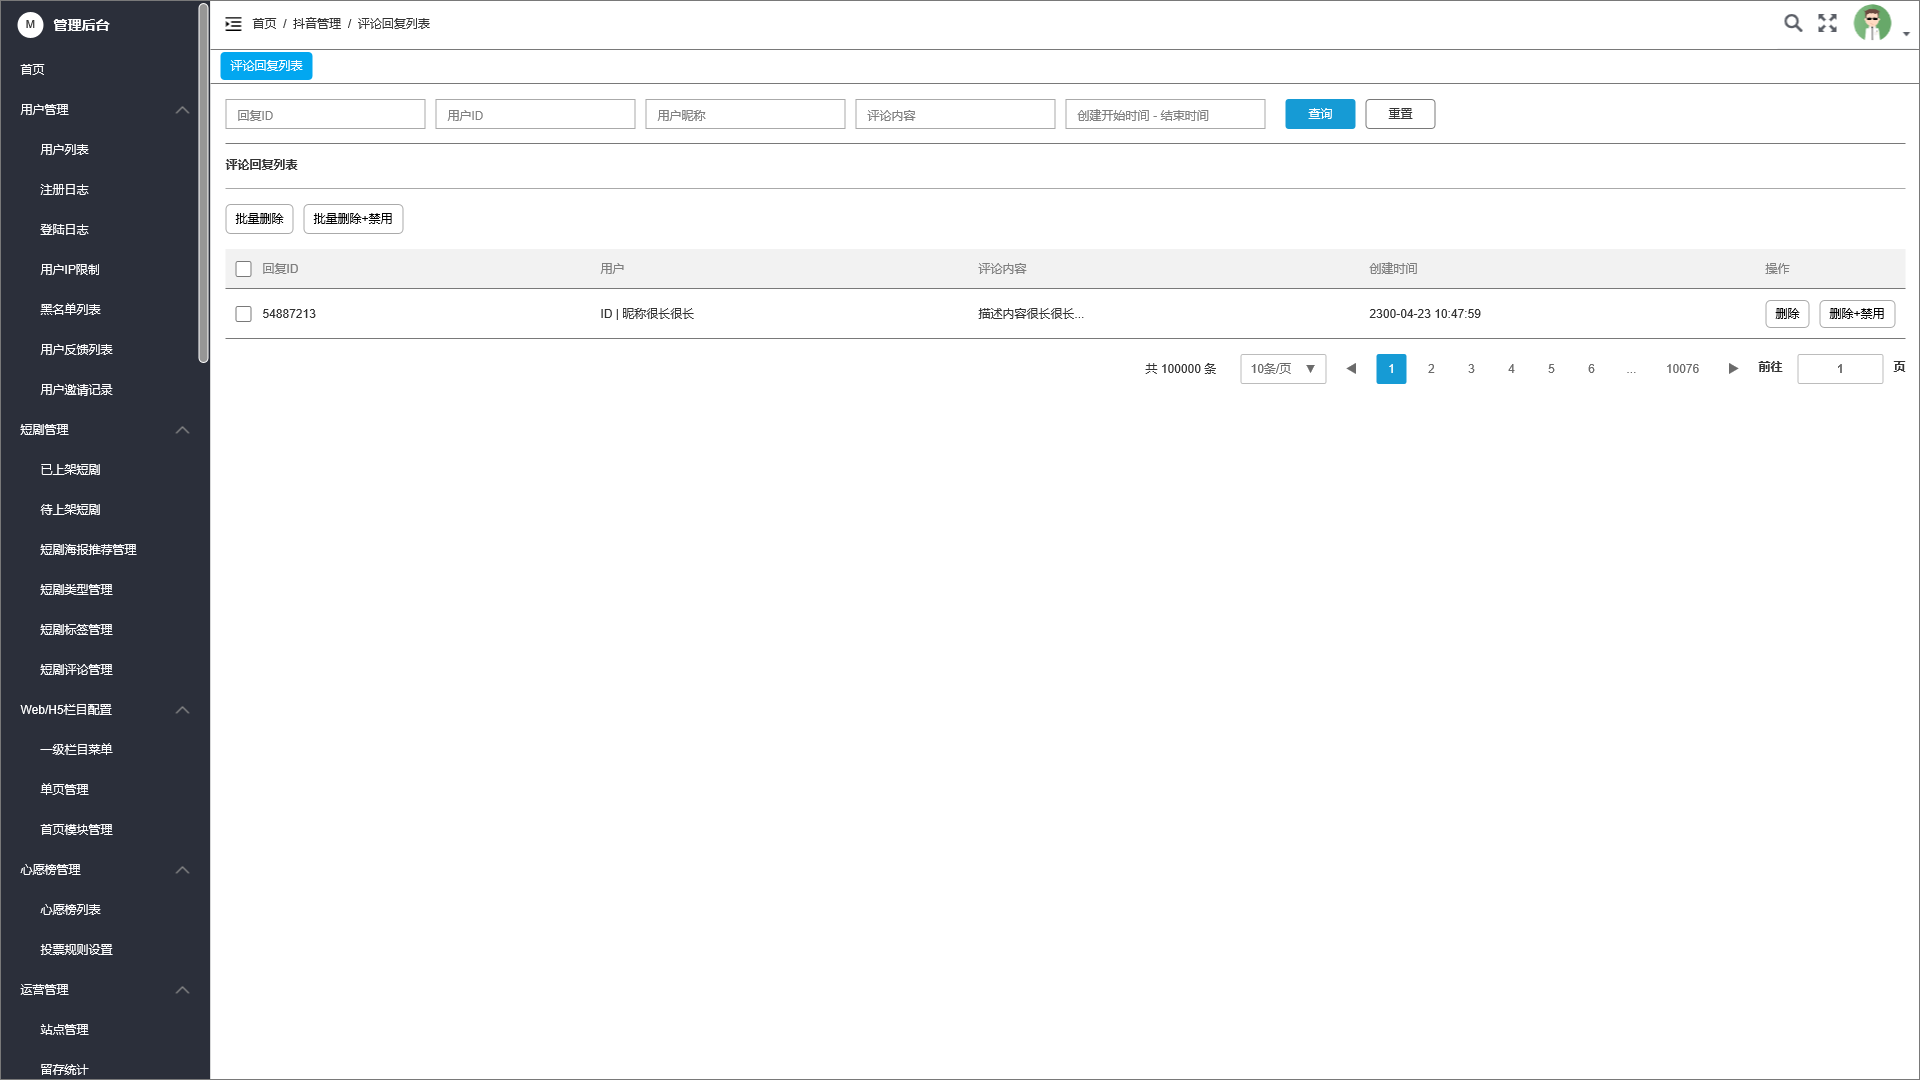 M 管理后台
首页
用户管理
用户列表
注册日志
登陆日志
用户IP限制
黑名单列表
用户反馈列表
用户邀请记录
短剧管理
已上架短剧
待上架短剧
短剧海报推荐管理
短剧类型管理
短剧标签管理
短剧评论管理
Web/H5栏目配置
一级栏目菜单
单页管理
首页模块管理
心愿榜管理
心愿榜列表
投票规则设置
运营管理
站点管理
留存统计
首页 / 抖音管理 / 评论回复列表
评论回复列表
回复ID 用户ID 用户昵称 评论内容 创建开始时间 - 结束时间 查询 重置
评论回复列表
批量删除 批量删除+禁用
回复ID 用户 评论内容 创建时间 操作
54887213 ID | 昵称很长很长 描述内容很长很长... 2300-04-23 10:47:59 删除 删除+禁用
共 100000 条 10条/页 1 2 3 4 5 6 ... 10076 前往 1 页